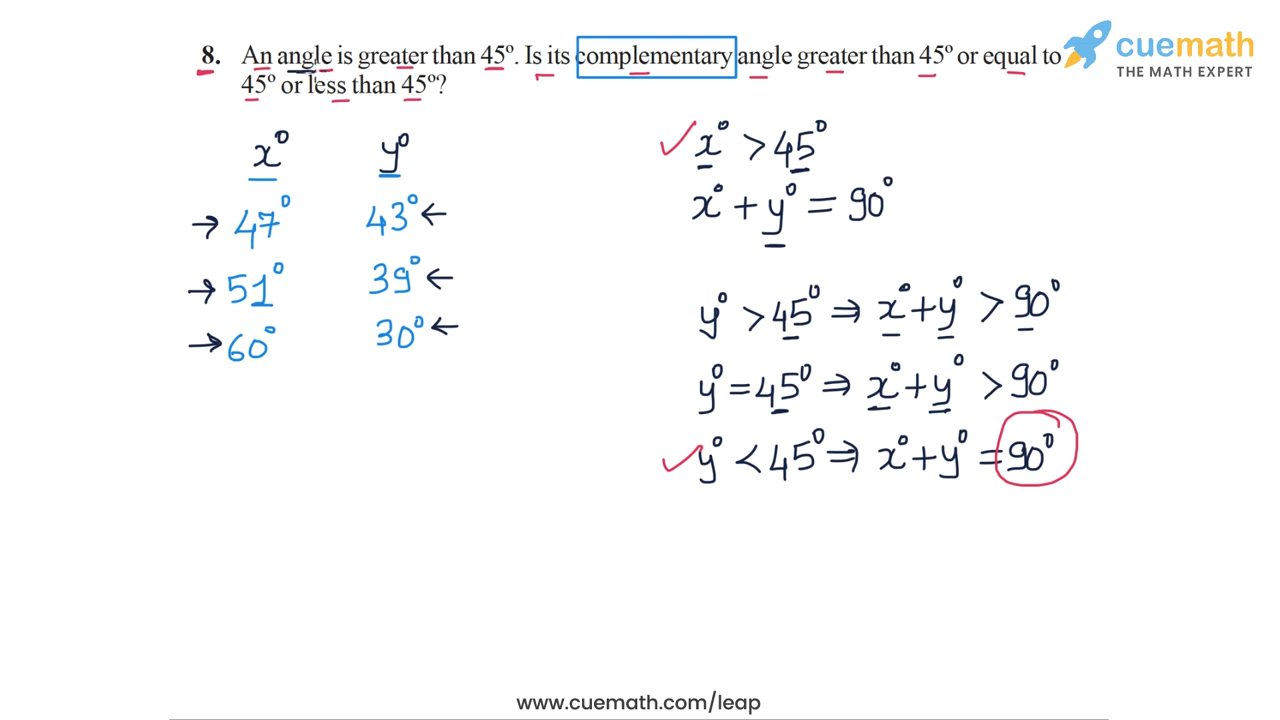 8. An angle is greater than 45°. Is its complementary angle greater than 45° or equal to
45° or less than 45°?
cuemath
THE MATH EXPERT
x° y°
→ 47° 43° ←
→ 51° 39° ←
→ 60° 30° ←
✓ x° > 45°
x° + y° = 90°
y° > 45° ⇒ x° + y° > 90°
y° = 45° ⇒ x° + y° > 90°
✓ y° < 45° ⇒ x° + y° = 90°
www.cuemath.com/leap